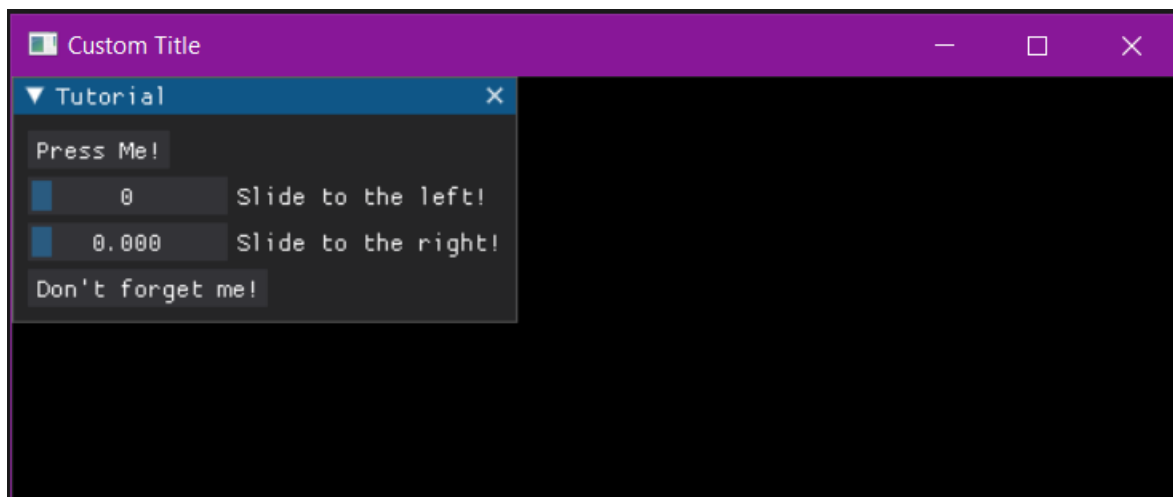 Custom Title
Tutorial
Press Me!
0 Slide to the left!
0.000 Slide to the right!
Don't forget me!